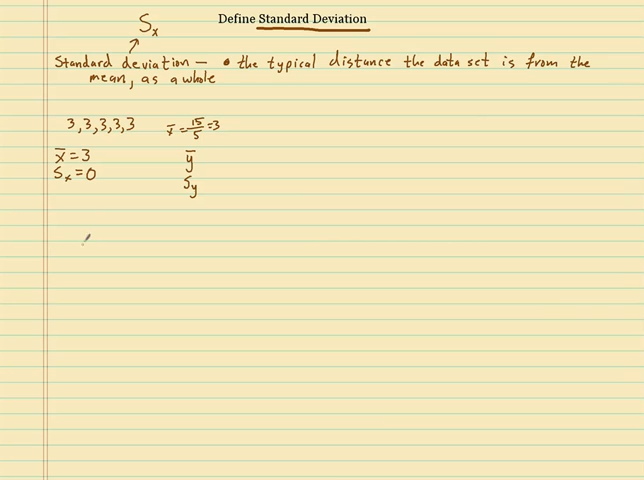 Define Standard Deviation
Sx
Standard deviation — • the typical distance the data set is from the
mean, as a whole
3,3,3,3,3 x̄ = 15/5 = 3
x̄ = 3 ȳ
Sx = 0 Sy